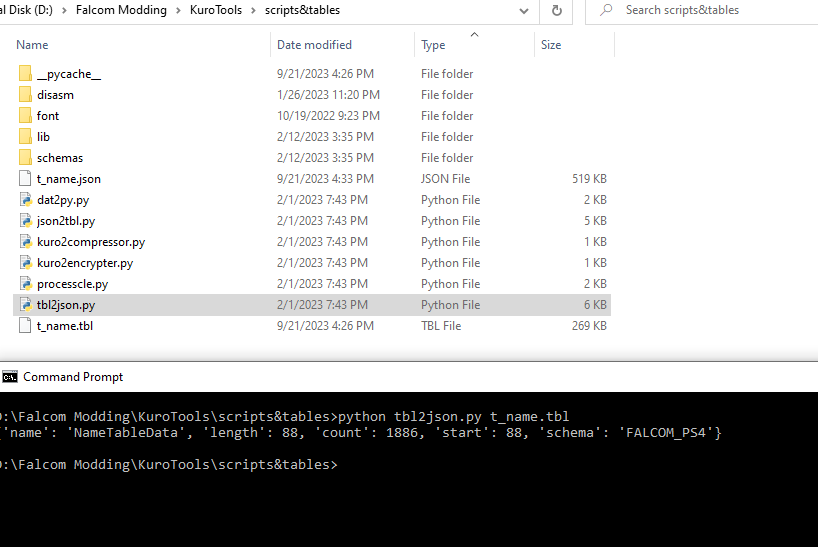 al Disk (D:) > Falcom Modding > KuroTools > scripts&tables Search scripts&tables
Name Date modified Type Size
__pycache__ 9/21/2023 4:26 PM File folder
disasm 1/26/2023 11:20 PM File folder
font 10/19/2022 9:23 PM File folder
lib 2/12/2023 3:35 PM File folder
schemas 2/12/2023 3:35 PM File folder
t_name.json 9/21/2023 4:33 PM JSON File 519 KB
dat2py.py 2/1/2023 7:43 PM Python File 2 KB
json2tbl.py 2/1/2023 7:43 PM Python File 5 KB
kuro2compressor.py 2/1/2023 7:43 PM Python File 1 KB
kuro2encrypter.py 2/1/2023 7:43 PM Python File 1 KB
processcle.py 2/1/2023 7:43 PM Python File 2 KB
tbl2json.py 2/1/2023 7:43 PM Python File 6 KB
t_name.tbl 9/21/2023 4:26 PM TBL File 269 KB
C:\. Command Prompt
D:\Falcom Modding\KuroTools\scripts&tables>python tbl2json.py t_name.tbl
{'name': 'NameTableData', 'length': 88, 'count': 1886, 'start': 88, 'schema': 'FALCOM_PS4'}
D:\Falcom Modding\KuroTools\scripts&tables>